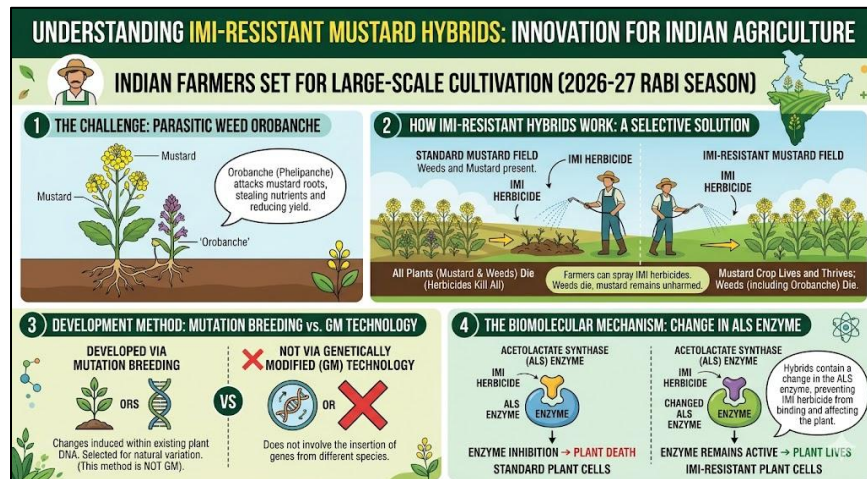 UNDERSTANDING IMI-RESISTANT MUSTARD HYBRIDS: INNOVATION FOR INDIAN AGRICULTURE
INDIAN FARMERS SET FOR LARGE-SCALE CULTIVATION (2026-27 RABI SEASON)
1 THE CHALLENGE: PARASITIC WEED OROBANCHE
Mustard
Mustard
Orobanche (Phelipanche)
attacks mustard roots,
stealing nutrients and
reducing yield.
'Orobanche'
2 HOW IMI-RESISTANT HYBRIDS WORK: A SELECTIVE SOLUTION
STANDARD MUSTARD FIELD
Weeds and Mustard present.
IMI HERBICIDE
IMI
HERBICIDE
IMI-RESISTANT MUSTARD FIELD
IMI
HERBICIDE
All Plants (Mustard & Weeds) Die
(Herbicides Kill All)
Farmers can spray IMI herbicides.
Weeds die, mustard remains unharmed.
Mustard Crop Lives and Thrives;
Weeds (including Orobanche) Die.
3 DEVELOPMENT METHOD: MUTATION BREEDING vs. GM TECHNOLOGY
DEVELOPED VIA
MUTATION BREEDING
ORS
Changes induced within existing plant
DNA. Selected for natural variation.
(This method is NOT GM).
VS
NOT VIA GENETICALLY
MODIFIED (GM) TECHNOLOGY
OR
Does not involve the insertion of
genes from different species.
4 THE BIOMOLECULAR MECHANISM: CHANGE IN ALS ENZYME
ACETOLACTATE SYNTHASE
(ALS) ENZYME
IMI
HERBICIDE
ALS
ENZYME
ENZYME
ENZYME INHIBITION → PLANT DEATH
STANDARD PLANT CELLS
ACETOLACTATE SYNTHASE
(ALS) ENZYME
IMI
HERBICIDE
CHANGED
ALS
ENZYME
ENZYME
Hybrids contain a
change in the ALS
enzyme, preventing
IMI herbicide from
binding and affecting
the plant.
ENZYME REMAINS ACTIVE → PLANT LIVES
IMI-RESISTANT PLANT CELLS